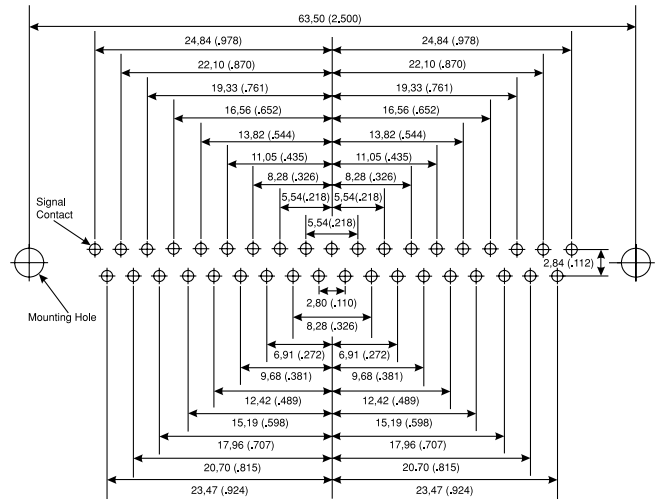 63,50 (2.500)
24,84 (.978) 24,84 (.978)
22,10 (.870) 22,10 (.870)
19,33 (.761) 19,33 (.761)
16,56 (.652) 16,56 (.652)
13,82 (.544) 13,82 (.544)
11,05 (.435) 11,05 (.435)
8,28 (.326) 8,28 (.326)
5,54(.218) 5,54(.218)
Signal
Contact
5,54(.218)
2,84 (.112)
Mounting Hole
2,80 (.110)
8,28 (.326)
6,91 (.272) 6,91 (.272)
9,68 (.381) 9,68 (.381)
12,42 (.489) 12,42 (.489)
15,19 (.598) 15,19 (.598)
17,96 (.707) 17,96 (.707)
20,70 (.815) 20,70 (.815)
23,47 (.924) 23,47 (.924)